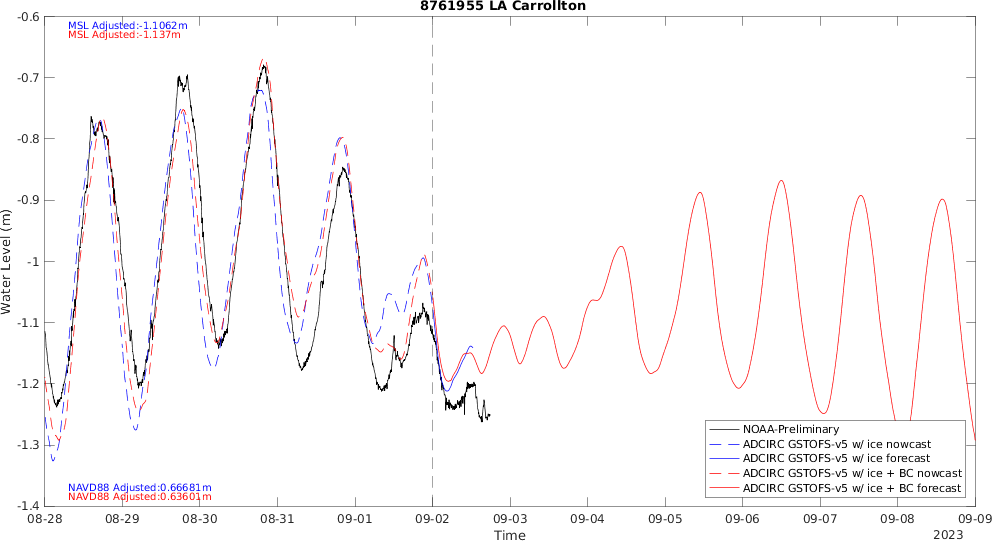 8761955 LA Carrollton
MSL Adjusted:-1.1062m
MSL Adjusted:-1.137m
-0.6
-0.7
-0.8
-0.9
-1
-1.1
-1.2
-1.3
-1.4
Water Level (m)
NOAA-Preliminary
ADCIRC GSTOFS-v5 w/ ice nowcast
ADCIRC GSTOFS-v5 w/ ice forecast
ADCIRC GSTOFS-v5 w/ ice + BC nowcast
ADCIRC GSTOFS-v5 w/ ice + BC forecast
NAVD88 Adjusted:0.66681m
NAVD88 Adjusted:0.63601m
08-28 08-29 08-30 08-31 09-01 09-02 09-03 09-04 09-05 09-06 09-07 09-08 09-09
Time
2023